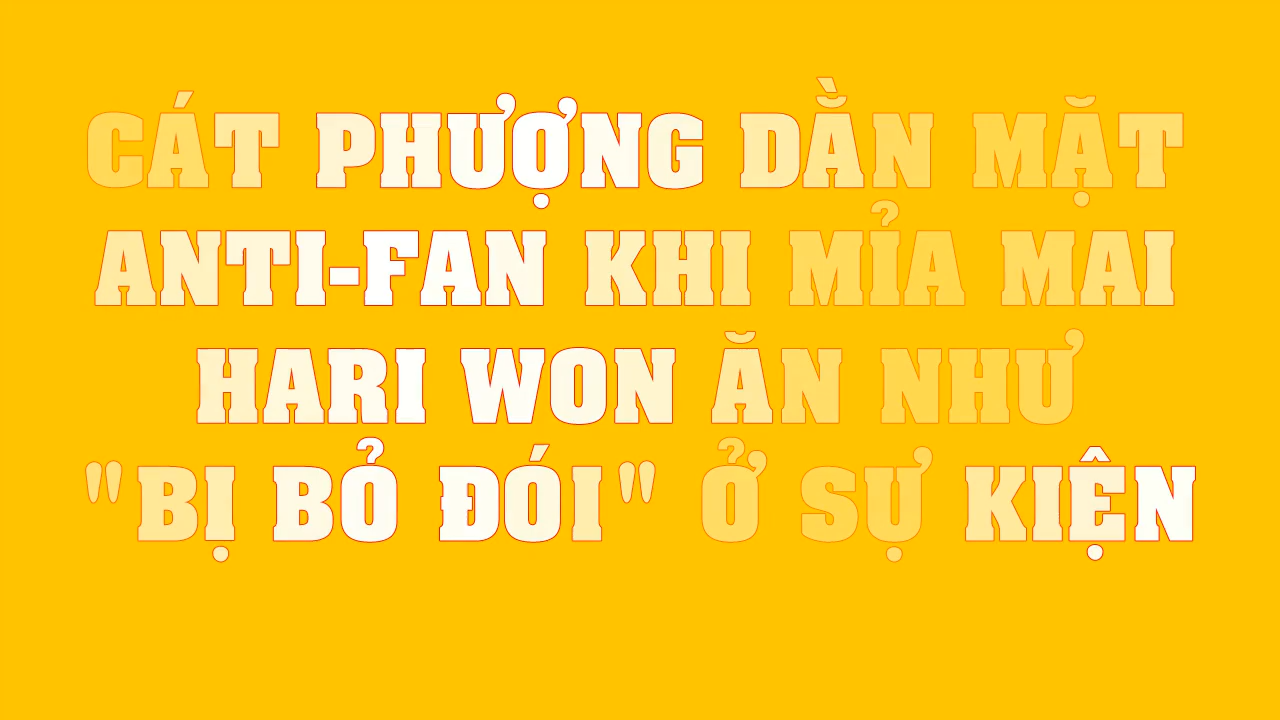 CÁT PHƯỢNG DẰN MẶT
ANTI-FAN KHI MỈA MAI
HARI WON ĂN NHƯ
"BỊ BỎ ĐÓI" Ở SỰ KIỆN